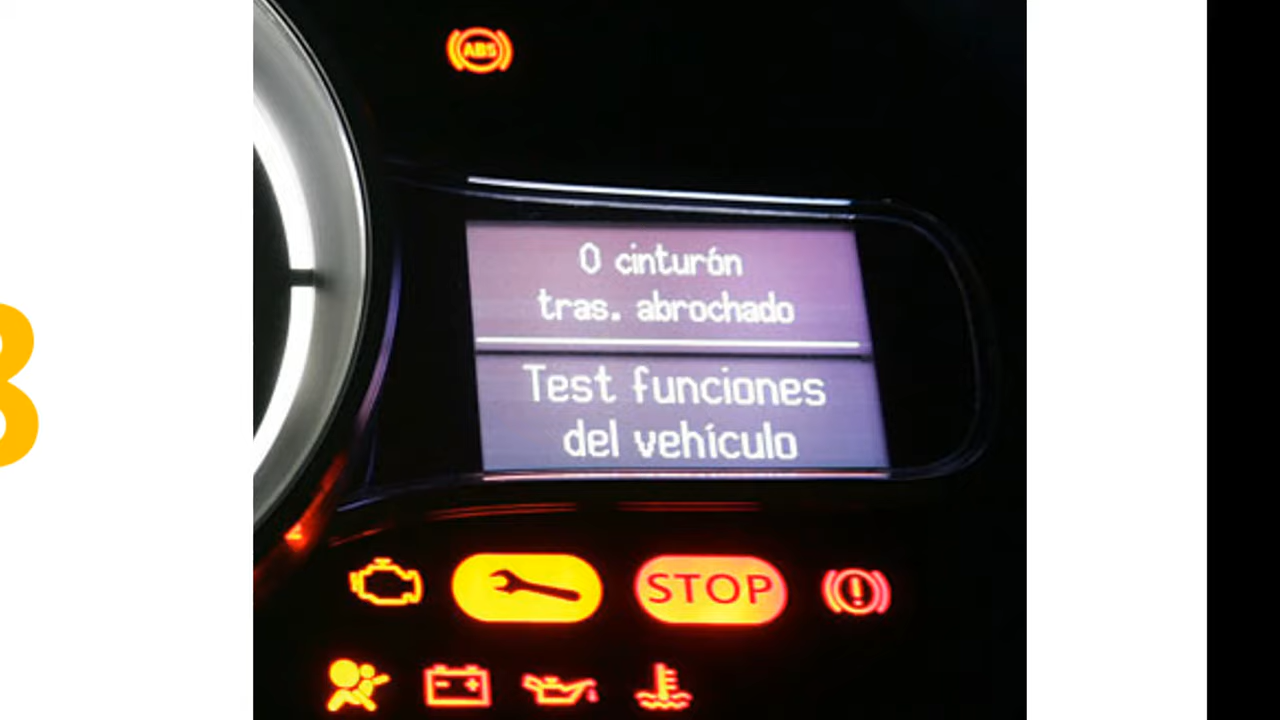 ABS
0 cinturón
tras. abrochado
Test funciones
del vehículo
STOP